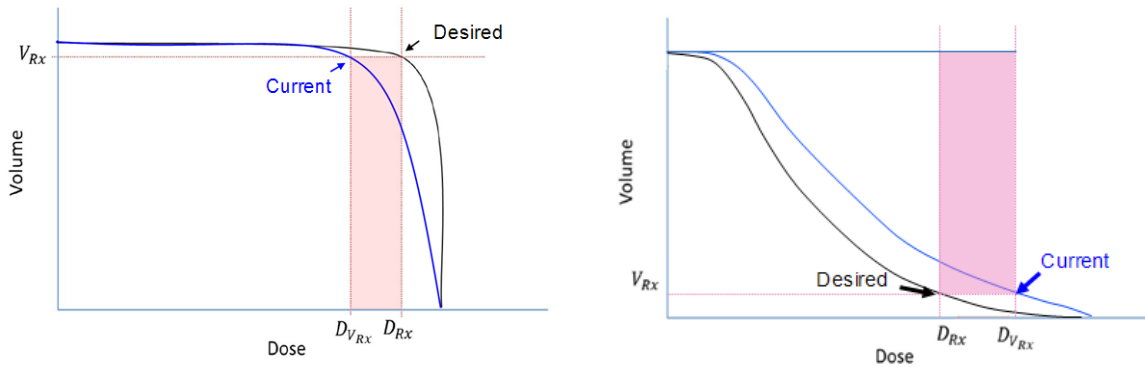 Desired
V_Rx
Current
Volume
D_V_Rx D_Rx
Dose
Volume
V_Rx
Desired
Current
D_Rx D_V_Rx
Dose